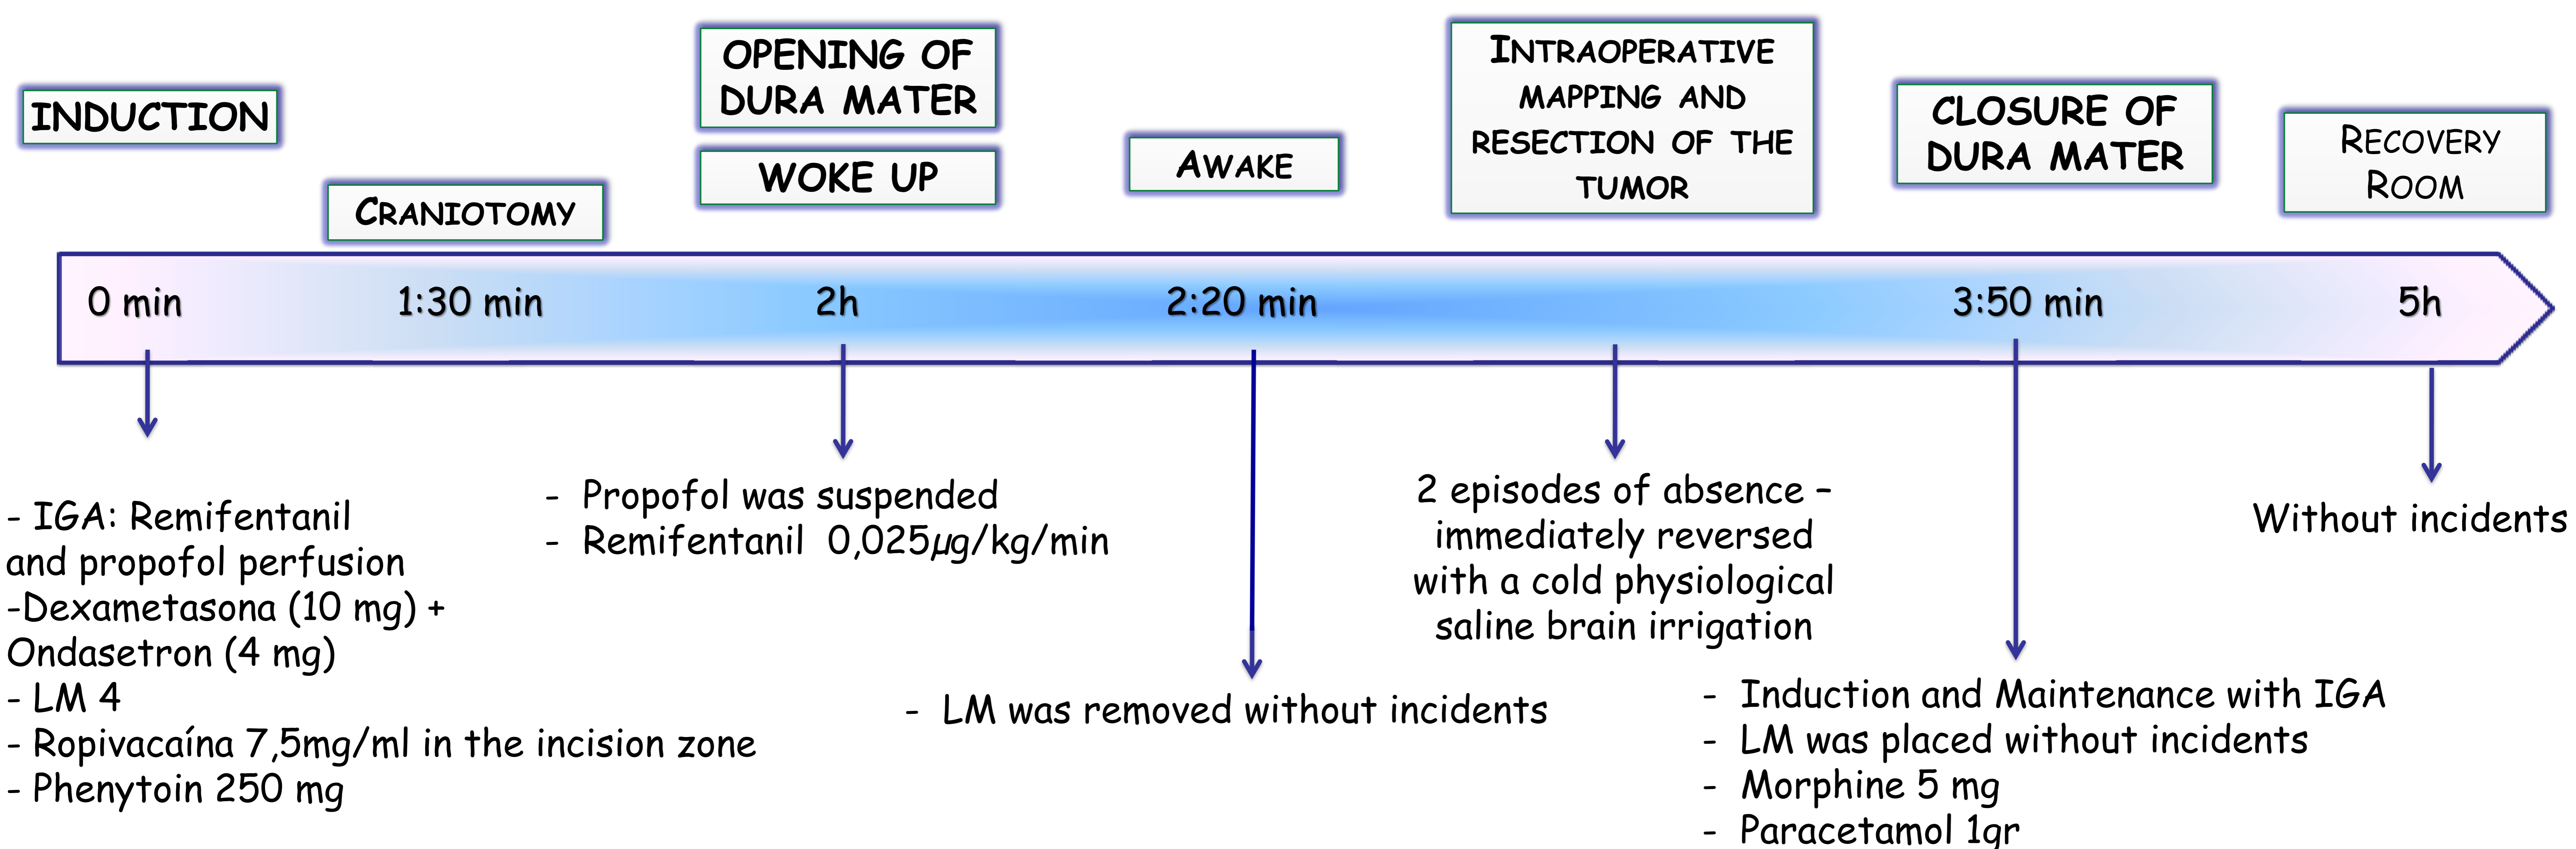 INDUCTION
CRANIOTOMY
OPENING OF
DURA MATER
WOKE UP
AWAKE
INTRAOPERATIVE
MAPPING AND
RESECTION OF THE
TUMOR
CLOSURE OF
DURA MATER
RECOVERY
ROOM
0 min
1:30 min
2h
2:20 min
3:50 min
5h
- IGA: Remifentanil
and propofol perfusion
-Dexametasona (10 mg) +
Ondasetron (4 mg)
- LM 4
- Ropivacaína 7,5mg/ml in the incision zone
- Phenytoin 250 mg
- Propofol was suspended
- Remifentanil 0,025µg/kg/min
- LM was removed without incidents
2 episodes of absence –
immediately reversed
with a cold physiological
saline brain irrigation
- Induction and Maintenance with IGA
- LM was placed without incidents
- Morphine 5 mg
- Paracetamol 1gr
Without incidents